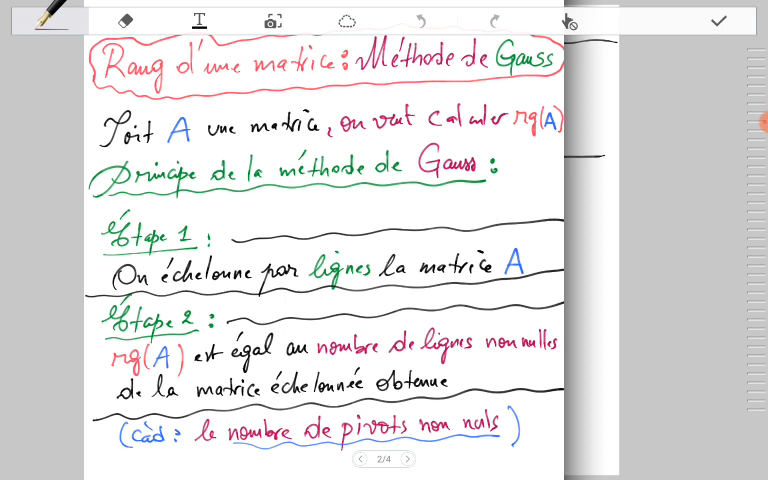 T
Rang d'une matrice: Méthode de Gauss
Soit A une matrice, on veut calculer rg(A)
principe de la méthode de Gauss:
Étape 1:
On échelonne par lignes la matrice A
Étape 2:
rg(A) est égal au nombre de lignes non nulles
de la matrice échelonnée obtenue
(càd: le nombre de pivots non nuls)
2/4